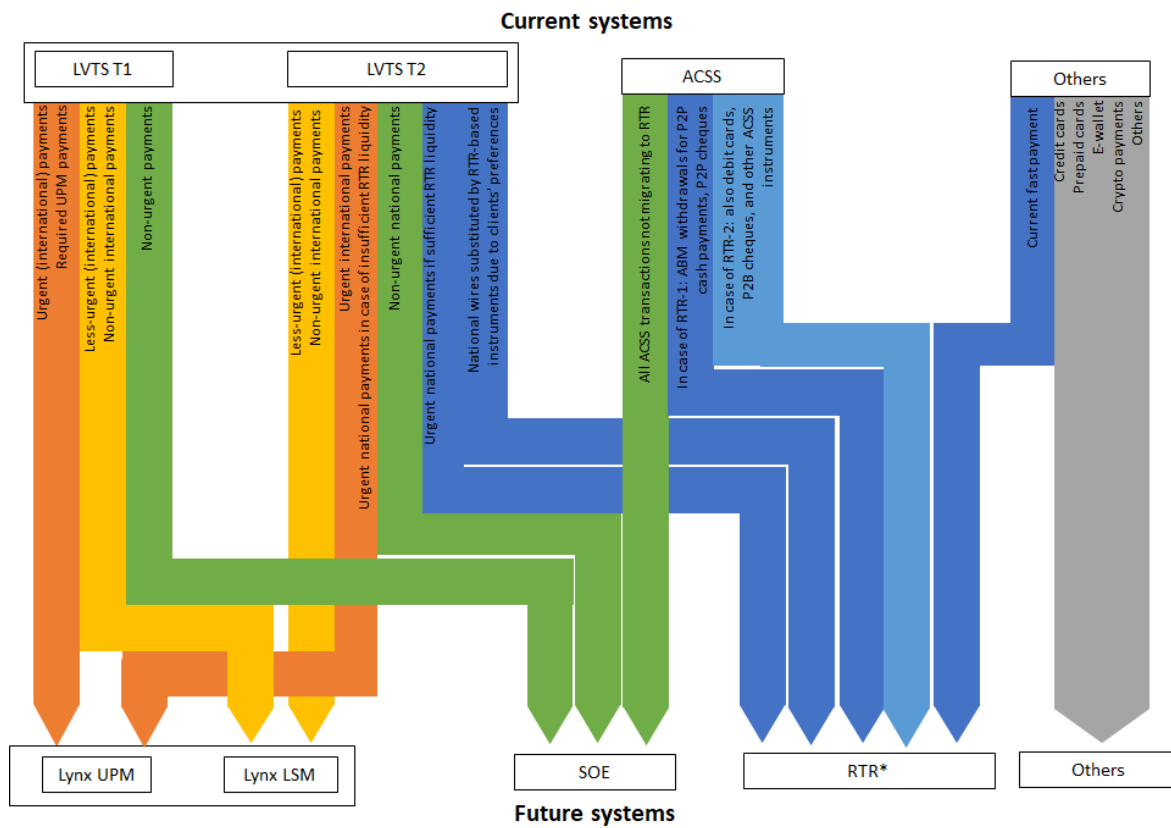 Current systems
LVTS T1
LVTS T2
ACSS
Others
Urgent (international) payments
Required UPM payments
Less-urgent (international) payments
Non-urgent international payments
Non-urgent payments
Less-urgent (international) payments
Non-urgent international payments
Urgent international payments
Urgent national payments in case of insufficient RTR liquidity
Non-urgent national payments
Urgent national payments if sufficient RTR liquidity
National wires substituted by RTR-based
instruments due to clients' preferences
All ACSS transactions not migrating to RTR
In case of RTR-1: ABM withdrawals for P2P
cash payments, P2P cheques
In case of RTR-2: also debit cards,
P2B cheques, and other ACSS
instruments
Current fast payment
Credit cards
Prepaid cards
E-wallet
Crypto payments
Others
Lynx UPM
Lynx LSM
SOE
RTR*
Others
Future systems